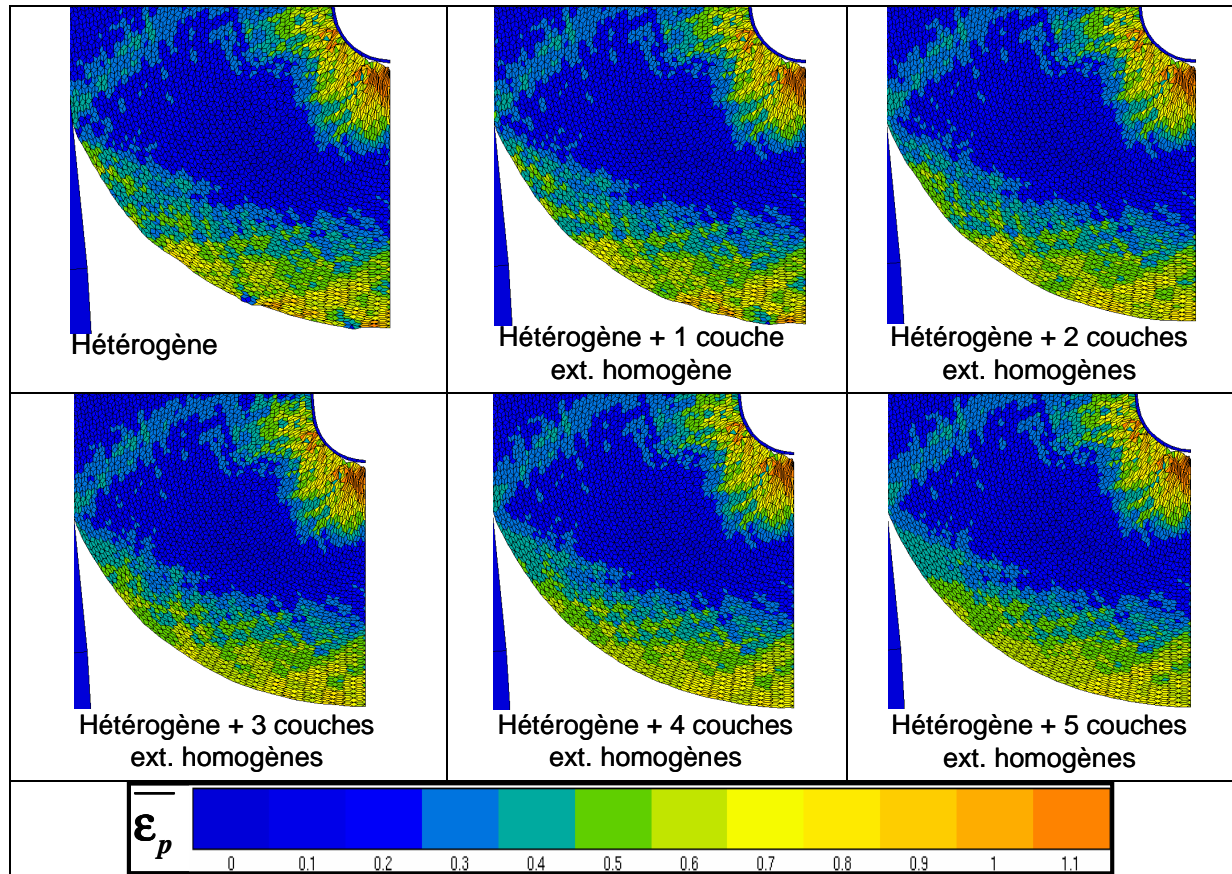 Hétérogène
Hétérogène + 1 couche
ext. homogène
Hétérogène + 2 couches
ext. homogènes
Hétérogène + 3 couches
ext. homogènes
Hétérogène + 4 couches
ext. homogènes
Hétérogène + 5 couches
ext. homogènes
ε̅p
0 0.1 0.2 0.3 0.4 0.5 0.6 0.7 0.8 0.9 1 1.1